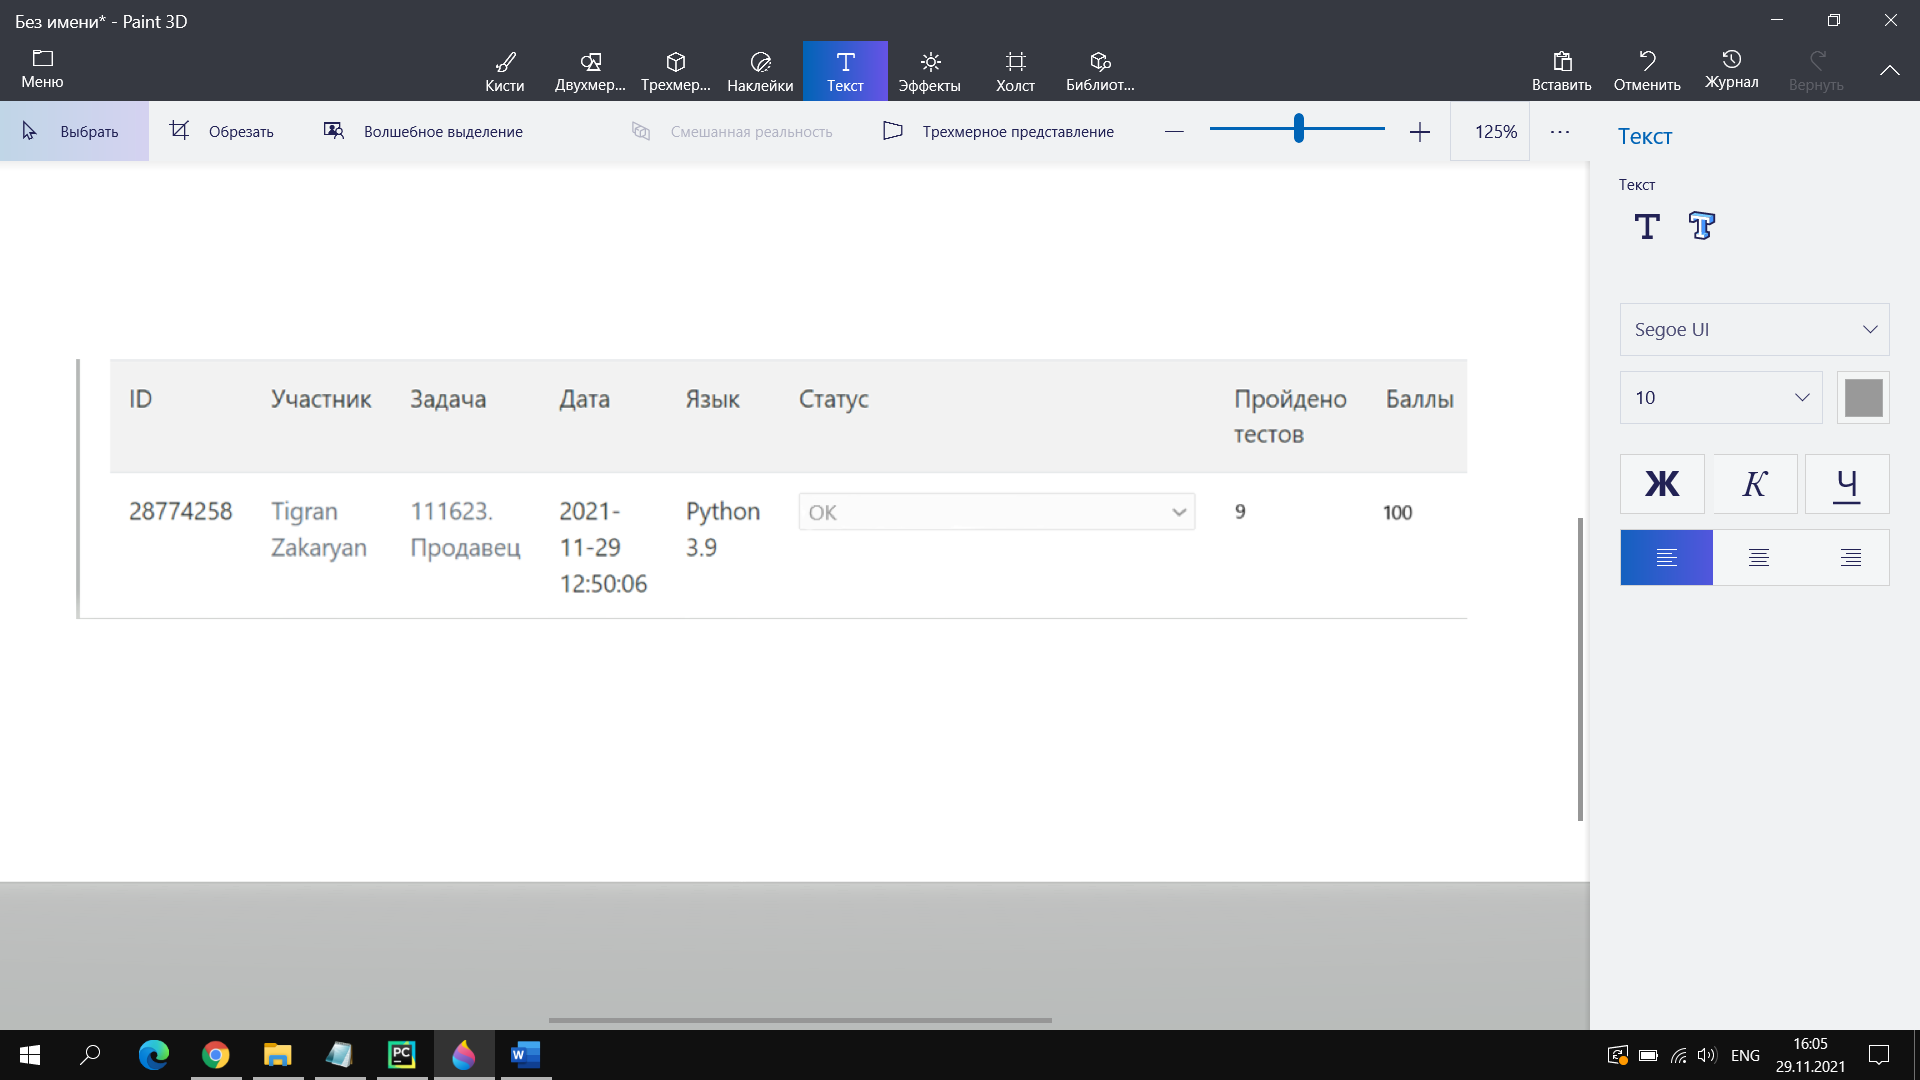 Без имени* - Paint 3D
Меню
Кисти
Двухмер...
Трехмер...
Наклейки
Текст
Эффекты
Холст
Библиот...
Вставить
Отменить
Журнал
Вернуть
Выбрать
Обрезать
Волшебное выделение
Смешанная реальность
Трехмерное представление
125%
Текст
Текст
Segoe UI
10
Ж К Ч
ID Участник Задача Дата Язык Статус Пройдено Баллы
тестов
28774258 Tigran 111623. 2021- Python OK 9 100
Zakaryan Продавец 11-29 3.9
12:50:06
ENG
16:05
29.11.2021